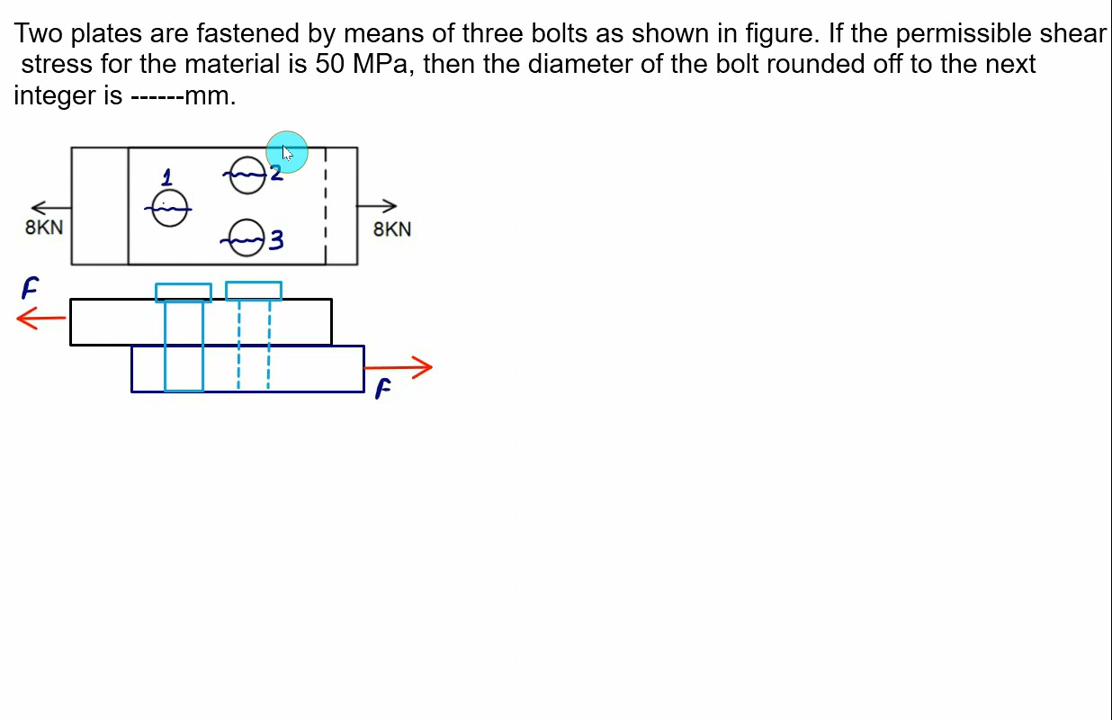 Two plates are fastened by means of three bolts as shown in figure. If the permissible shear
stress for the material is 50 MPa, then the diameter of the bolt rounded off to the next
integer is ------mm.
1
2
8KN
8KN
3
F
F